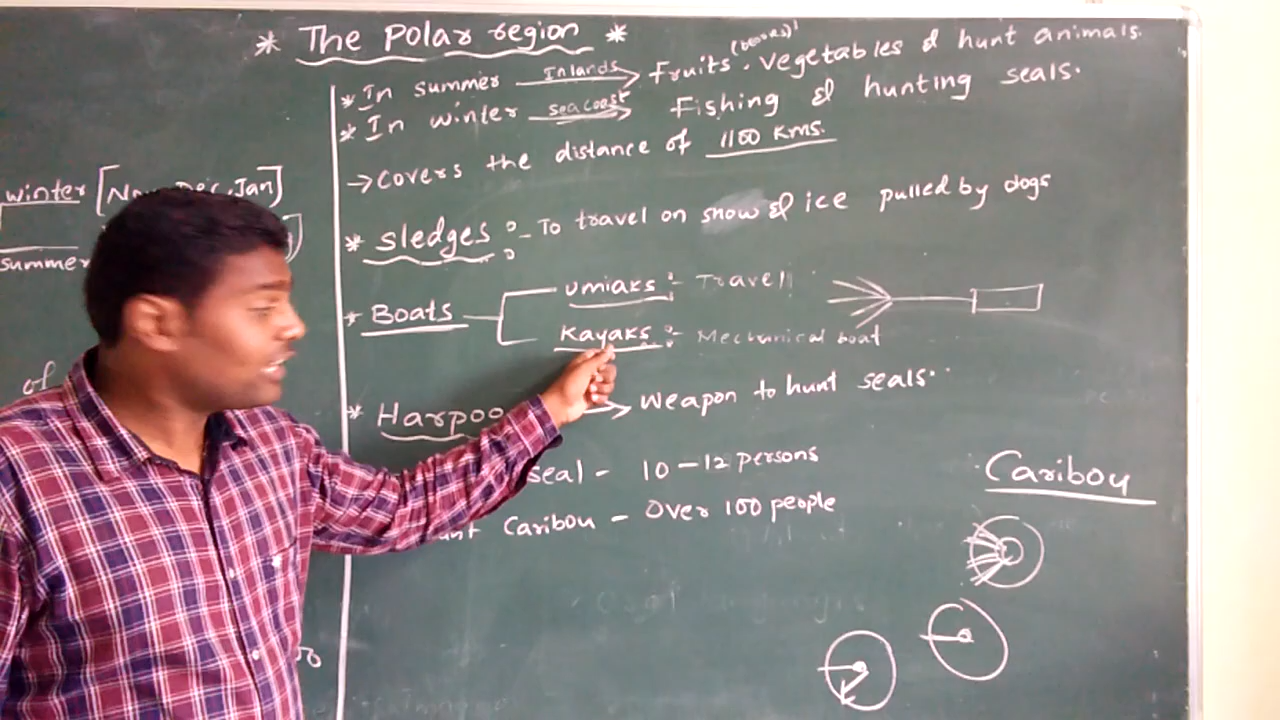 * The Polar region *
* In summer Inlands → Fruits (berries), vegetables & hunt animals.
* In winter sea coast → Fishing & hunting seals.
→ Covers the distance of 1100 Kms.
* Sledges :- To travel on snow & ice pulled by dogs
* Boats
Umiaks :- Travel
Kayaks :- Mechanical boat
* Harpoo → Weapon to hunt seals..
seal - 10-12 persons
unt Caribou - Over 100 people
Caribou
winter [Nov, Dec, Jan]
summer
of